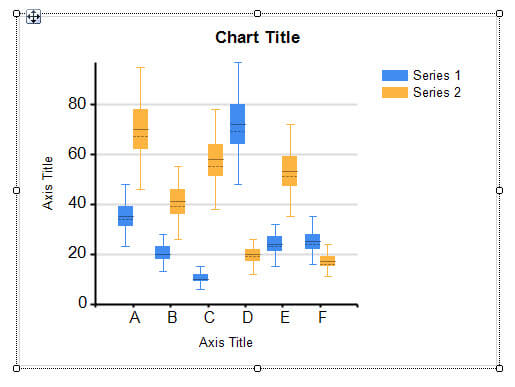 Chart Title
Series 1
Series 2
Axis Title
80
60
40
20
0
A B C D E F
Axis Title